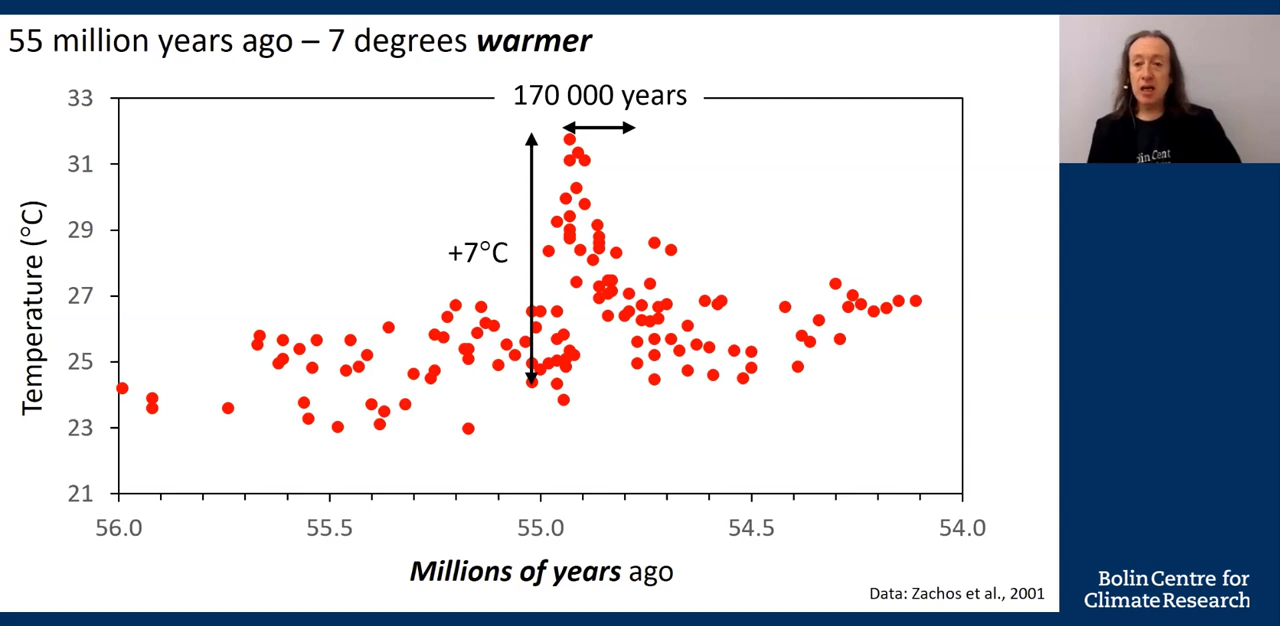 55 million years ago – 7 degrees warmer
170 000 years
33
31
29
27
25
23
21
Temperature (°C)
+7°C
56.0 55.5 55.0 54.5 54.0
Millions of years ago
Data: Zachos et al., 2001
Bolin Centre for
Climate Research